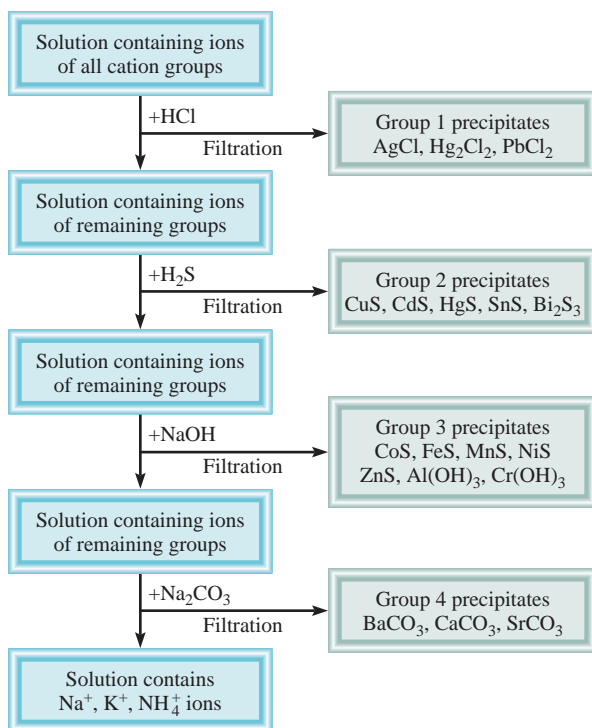 Solution containing ions
of all cation groups
+HCl
Filtration
Group 1 precipitates
AgCl, Hg₂Cl₂, PbCl₂
Solution containing ions
of remaining groups
+H₂S
Filtration
Group 2 precipitates
CuS, CdS, HgS, SnS, Bi₂S₃
Solution containing ions
of remaining groups
+NaOH
Filtration
Group 3 precipitates
CoS, FeS, MnS, NiS
ZnS, Al(OH)₃, Cr(OH)₃
Solution containing ions
of remaining groups
+Na₂CO₃
Filtration
Group 4 precipitates
BaCO₃, CaCO₃, SrCO₃
Solution contains
Na⁺, K⁺, NH₄⁺ ions